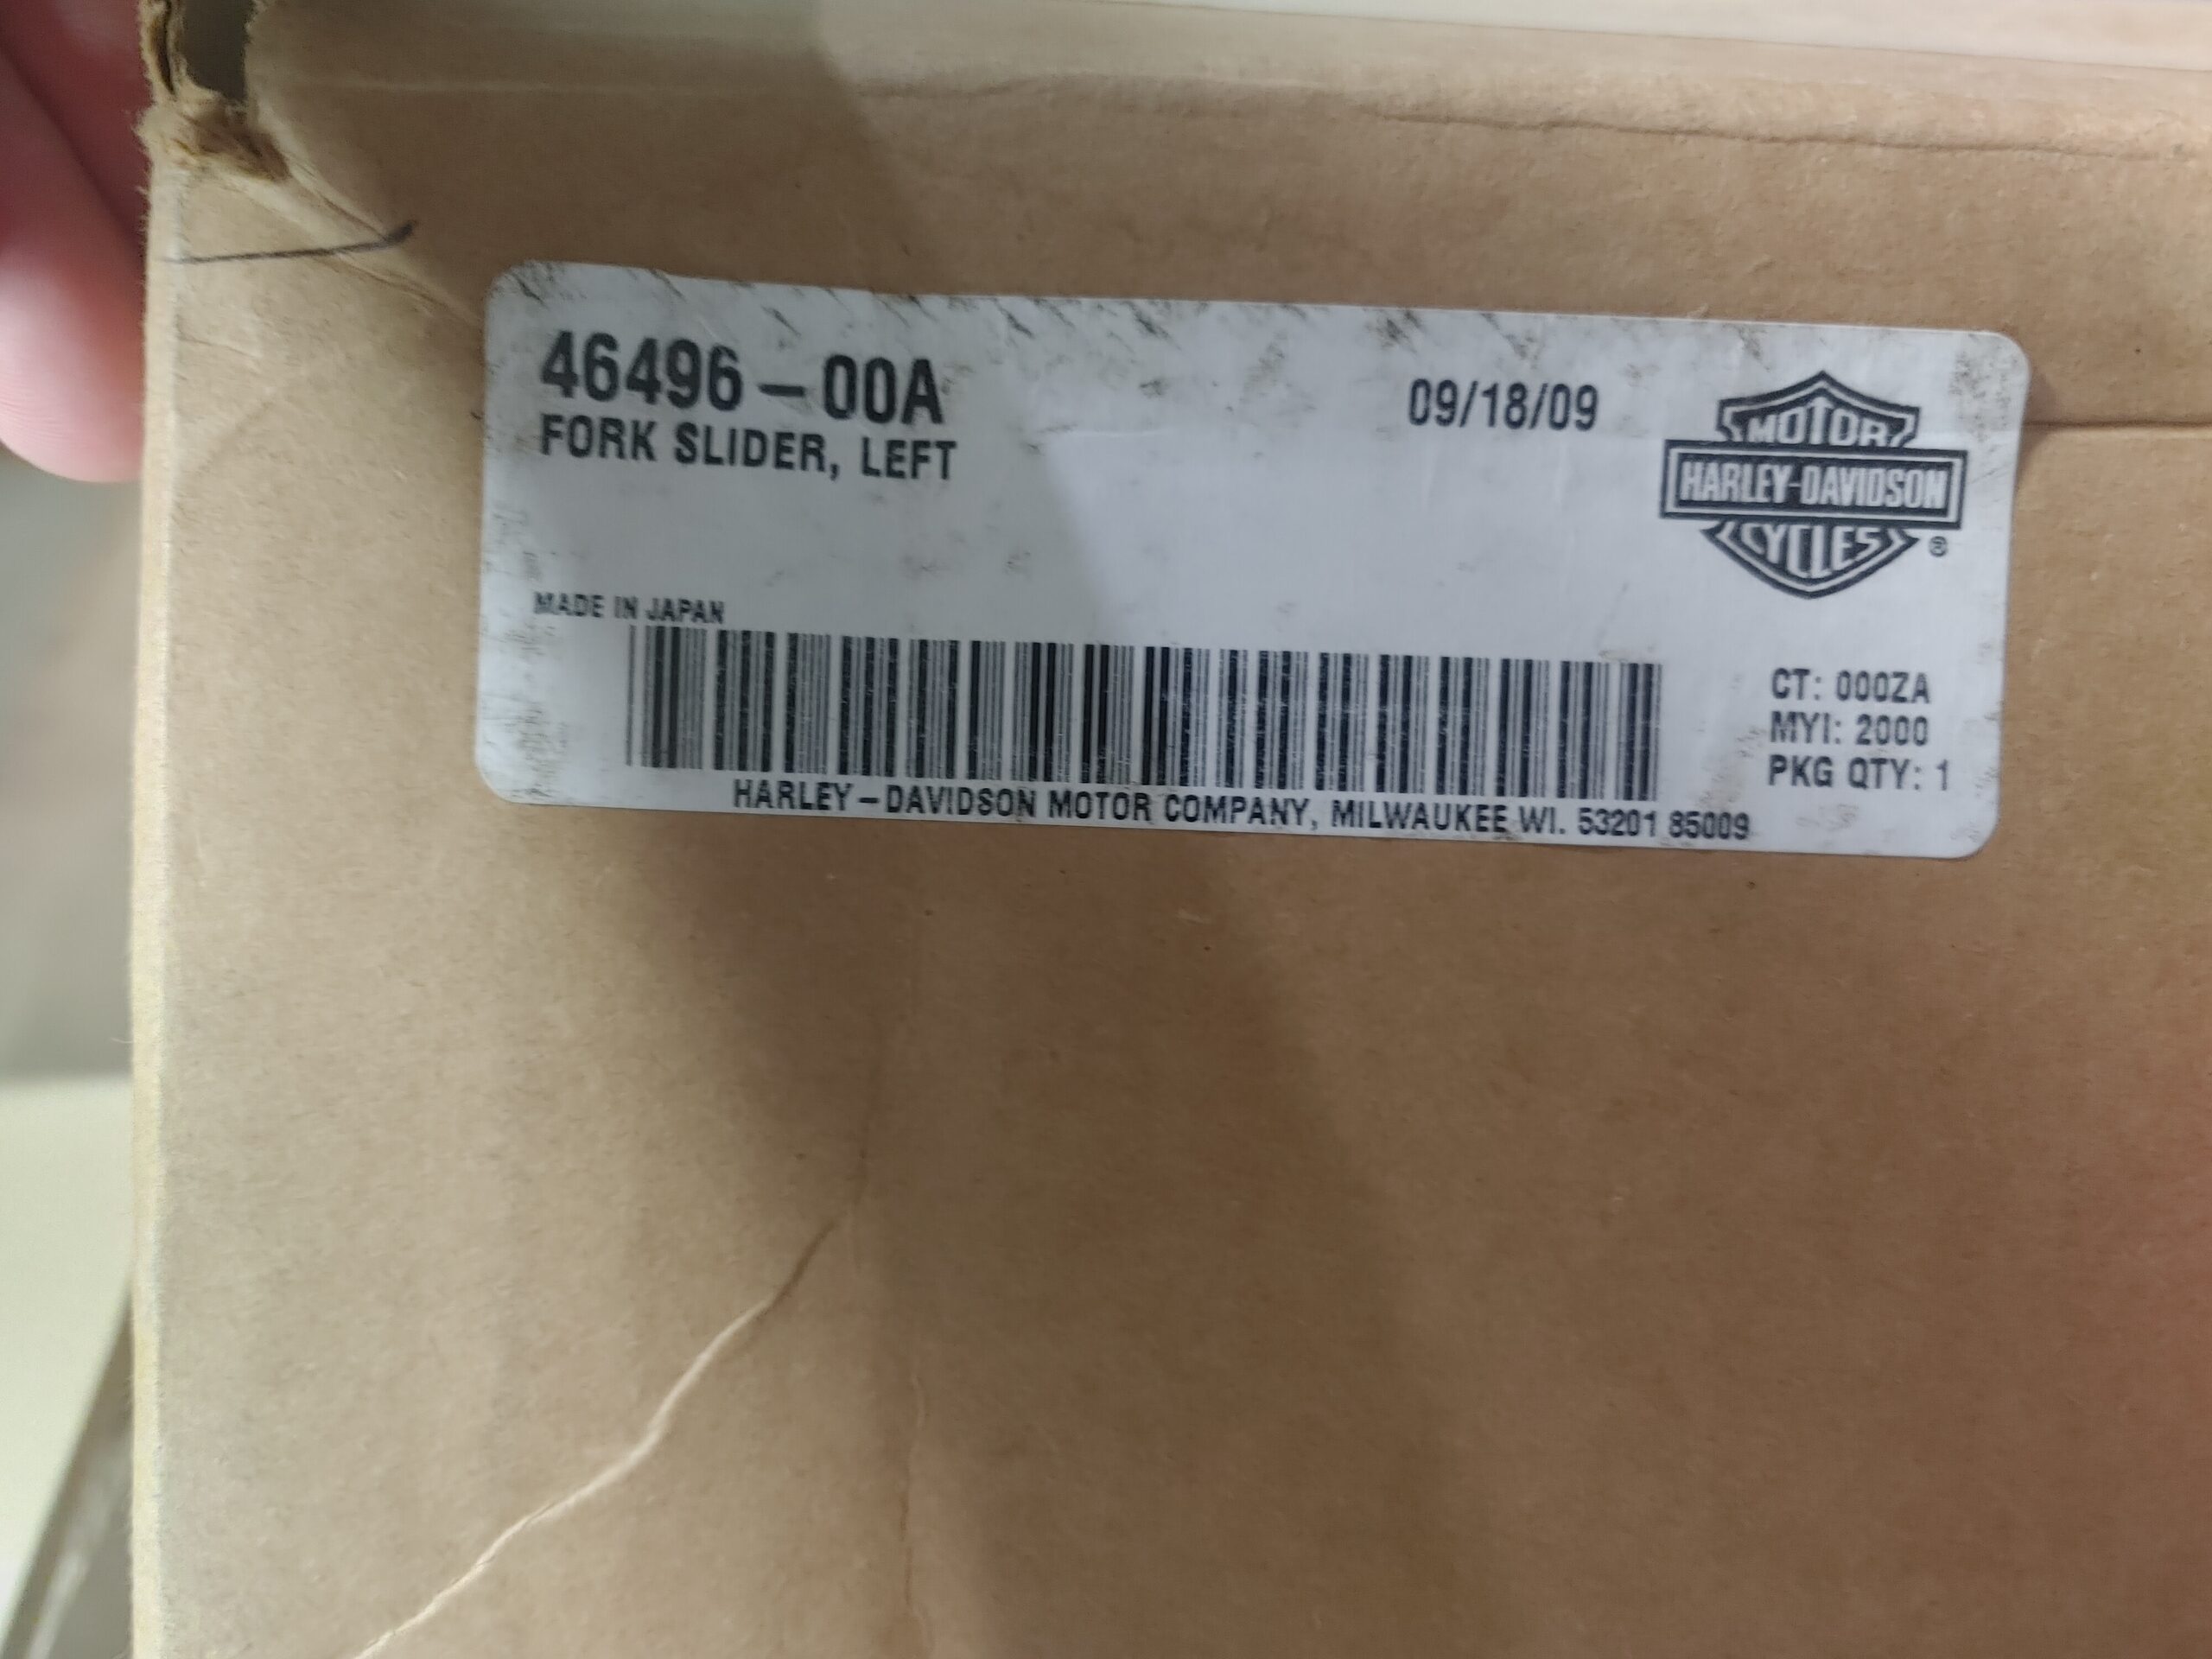 46496-00A
FORK SLIDER, LEFT
09/18/09
MOTOR
HARLEY-DAVIDSON
CYCLES®
MADE IN JAPAN
CT: 000ZA
MYI: 2000
PKG QTY: 1
HARLEY-DAVIDSON MOTOR COMPANY, MILWAUKEE WI. 53201 85009